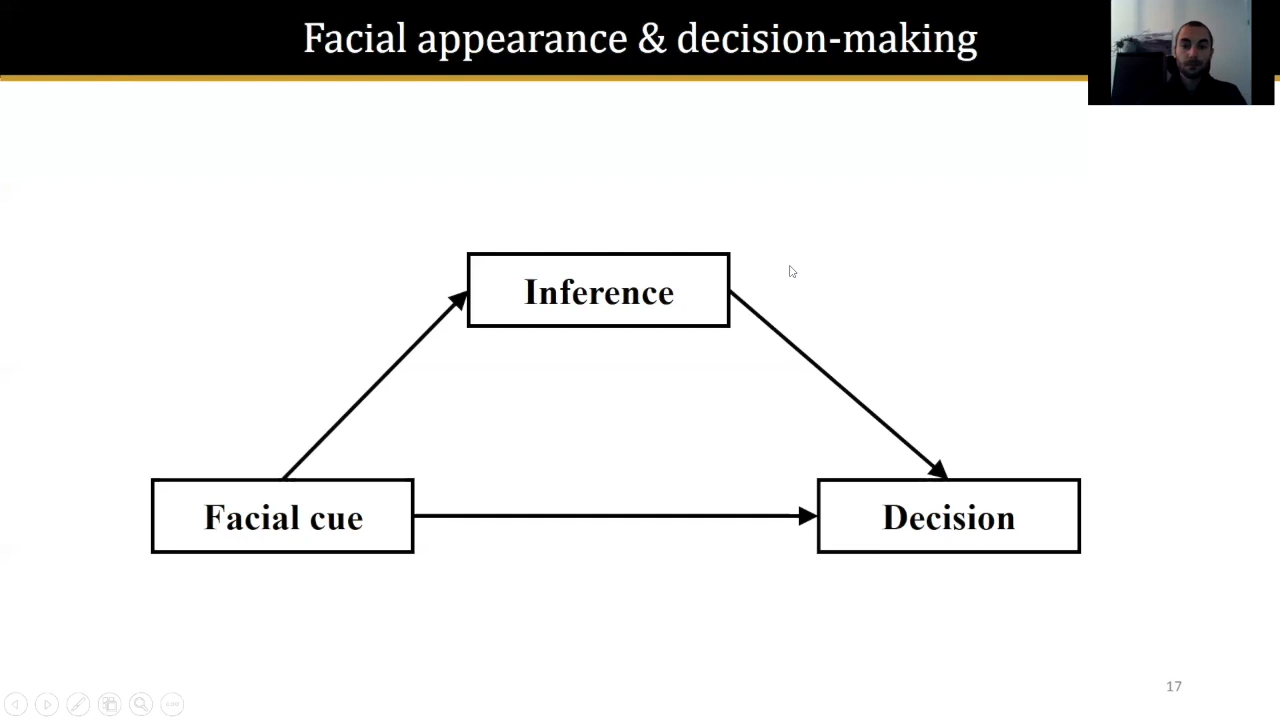 Facial appearance & decision-making
Inference
Facial cue
Decision
17